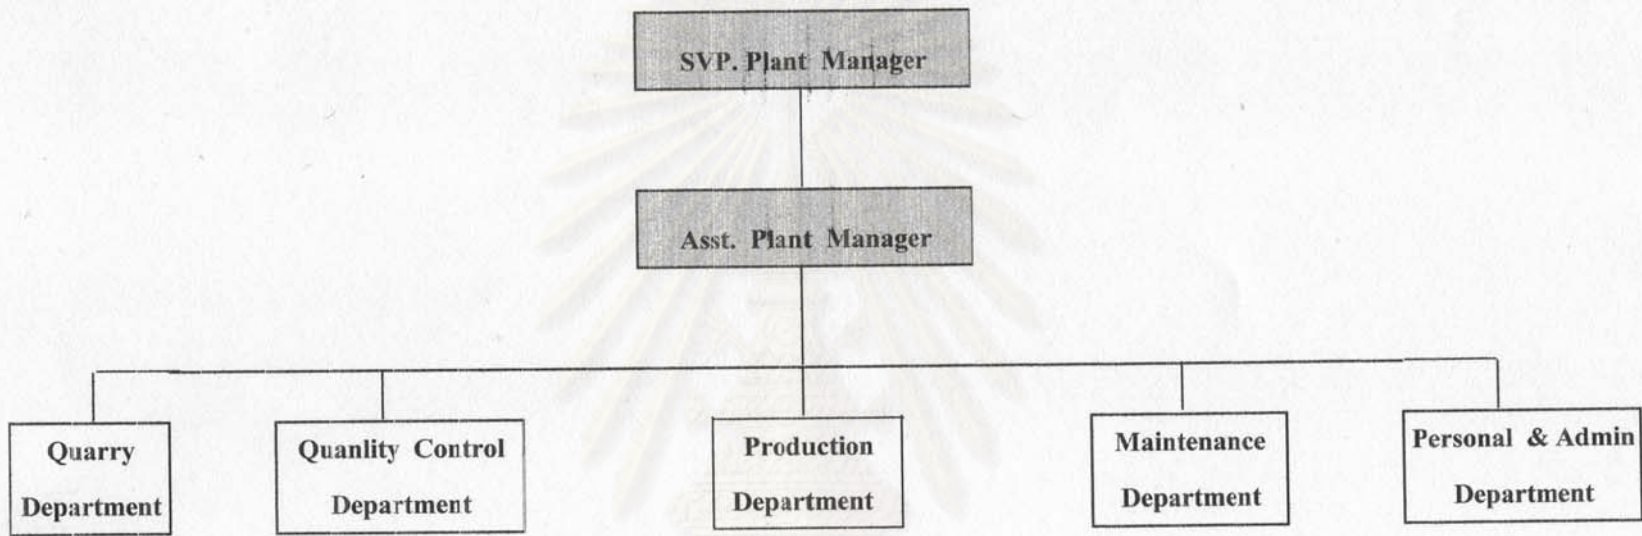 SVP. Plant Manager
Asst. Plant Manager
Quarry
Department
Quanlity Control
Department
Production
Department
Maintenance
Department
Personal & Admin
Department